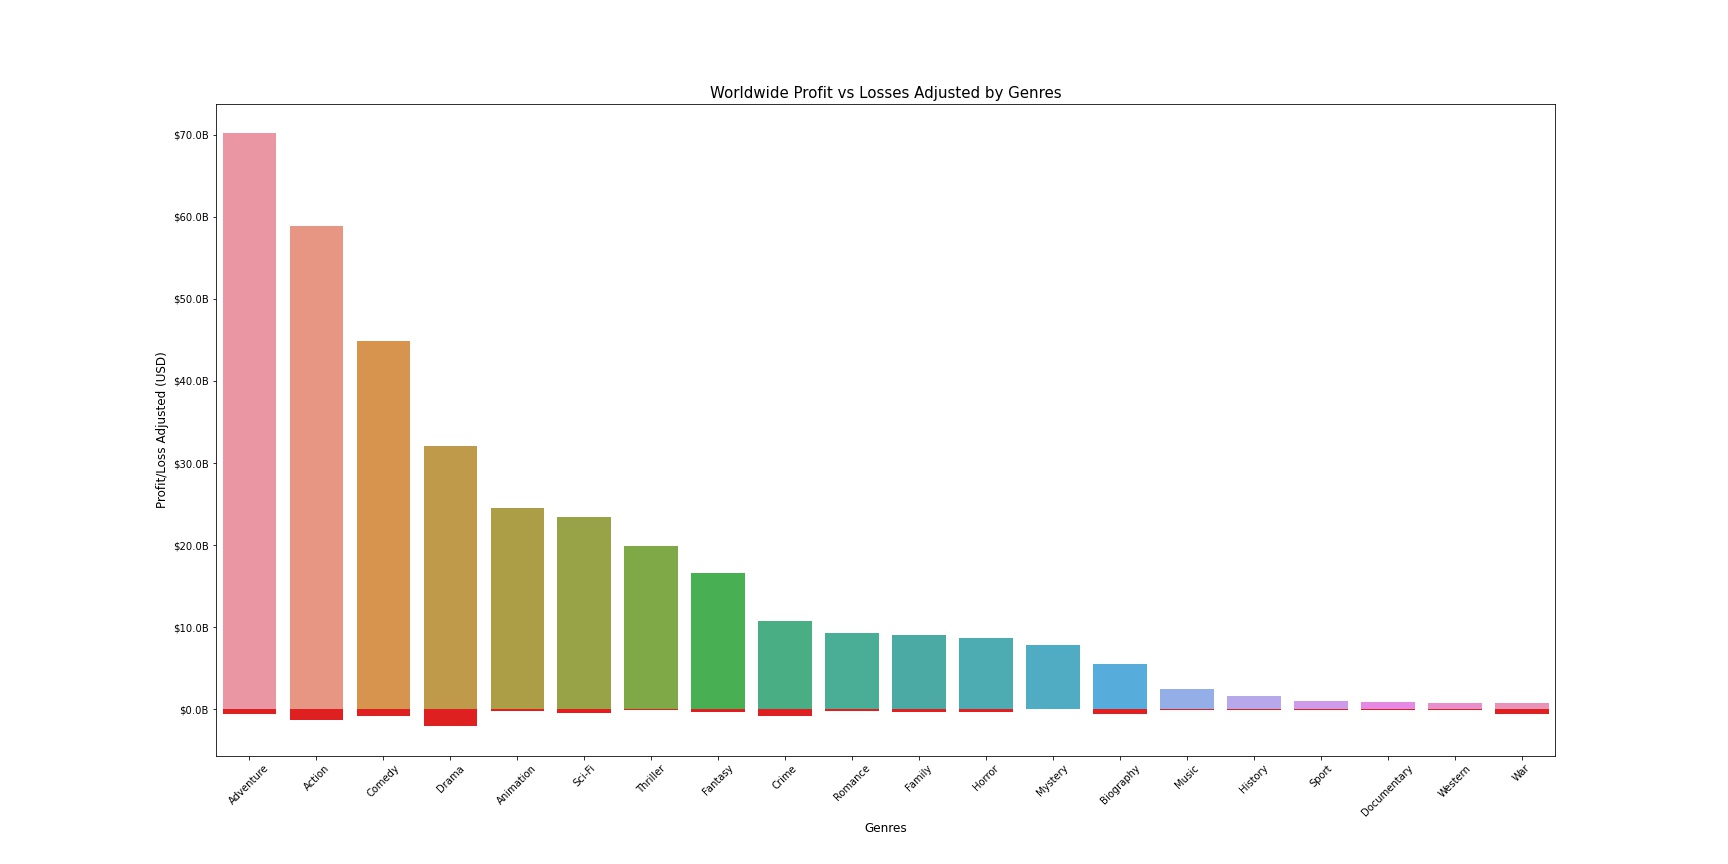 Worldwide Profit vs Losses Adjusted by Genres
$70.0B
$60.0B
$50.0B
$40.0B
$30.0B
$20.0B
$10.0B
$0.0B
Profit/Loss Adjusted (USD)
Adventure
Action
Comedy
Drama
Animation
Sci-Fi
Thriller
Fantasy
Crime
Romance
Family
Horror
Mystery
Biography
Music
History
Sport
Documentary
Western
War
Genres